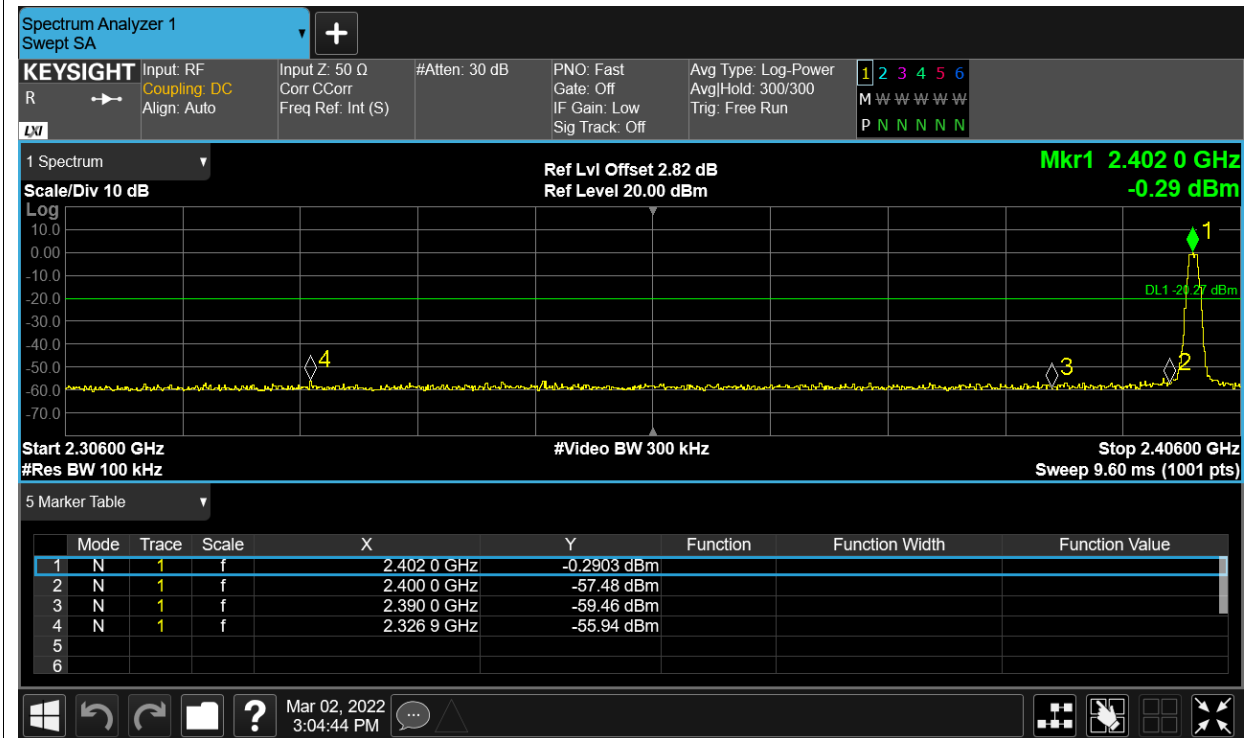 Spectrum Analyzer 1
Swept SA
+
KEYSIGHT Input: RF Input Z: 50 Ω #Atten: 30 dB PNO: Fast Avg Type: Log-Power 1 2 3 4 5 6
R Coupling: DC Corr CCorr Gate: Off Avg|Hold: 300/300 M W W W W W
Align: Auto Freq Ref: Int (S) IF Gain: Low Trig: Free Run P N N N N N
LXI Sig Track: Off
1 Spectrum Ref Lvl Offset 2.82 dB Mkr1 2.402 0 GHz
Scale/Div 10 dB Ref Level 20.00 dBm -0.29 dBm
Log
10.0 1
0.00
-10.0
-20.0 DL1 -20.27 dBm
-30.0
-40.0
-50.0 4 3 2
-60.0
-70.0
Start 2.30600 GHz #Video BW 300 kHz Stop 2.40600 GHz
#Res BW 100 kHz Sweep 9.60 ms (1001 pts)
5 Marker Table
Mode Trace Scale X Y Function Function Width Function Value
1 N 1 f 2.402 0 GHz -0.2903 dBm
2 N 1 f 2.400 0 GHz -57.48 dBm
3 N 1 f 2.390 0 GHz -59.46 dBm
4 N 1 f 2.326 9 GHz -55.94 dBm
5
6
? Mar 02, 2022
3:04:44 PM